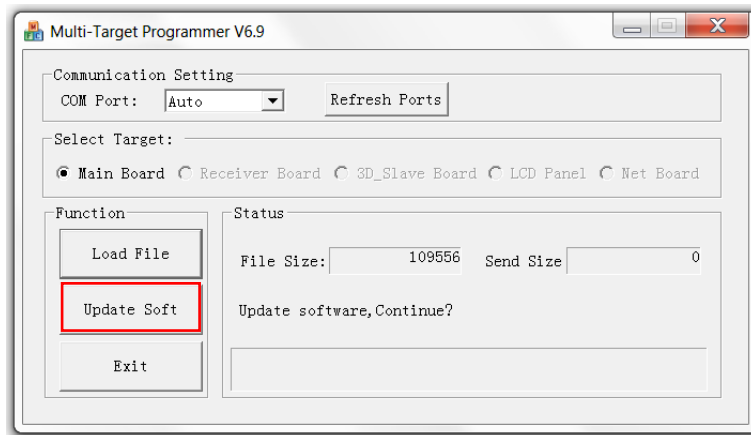 Multi-Target Programmer V6.9
Communication Setting
COM Port: Auto Refresh Ports
Select Target:
Main Board Receiver Board 3D_Slave Board LCD Panel Net Board
Function
Load File
Update Soft
Exit
Status
File Size: 109556 Send Size 0
Update software,Continue?